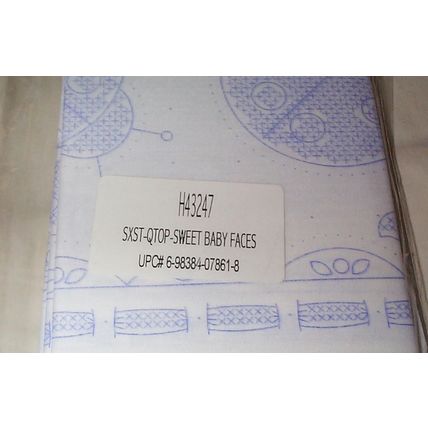 H43247
SXST-QTOP-SWEET BABY FACES
UPC# 6-98384-07861-8